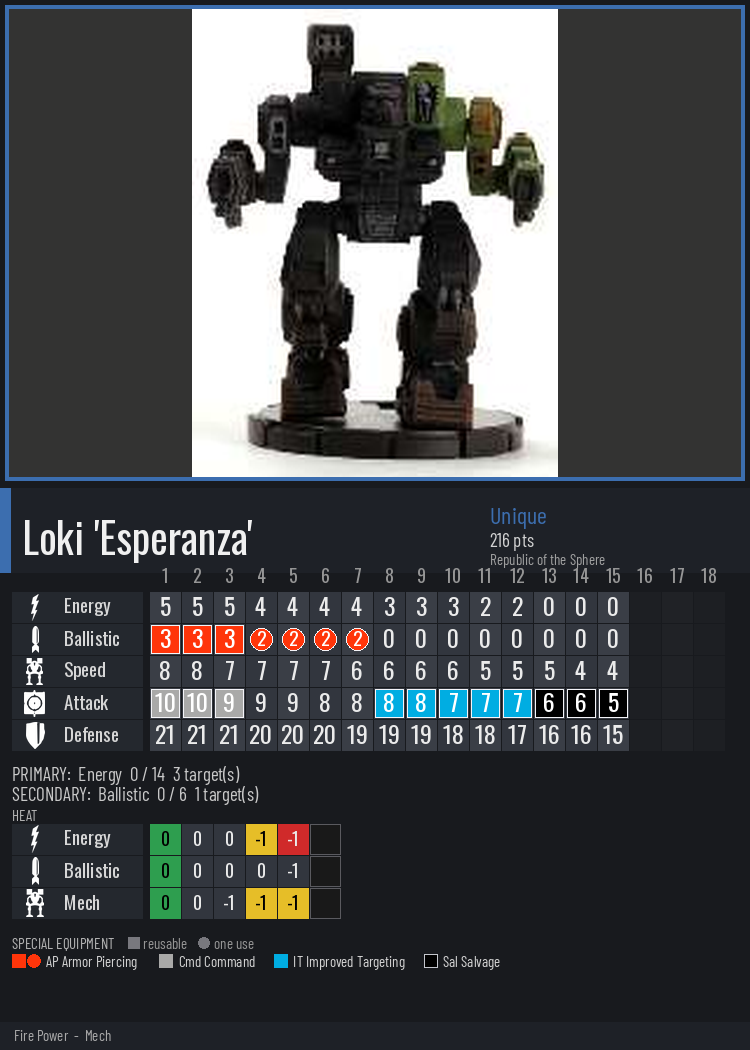 Loki 'Esperanza'
Unique
216 pts
Republic of the Sphere
1 2 3 4 5 6 7 8 9 10 11 12 13 14 15 16 17 18
Energy 5 5 5 4 4 4 4 3 3 3 2 2 0 0 0
Ballistic 3 3 3 2 2 2 2 0 0 0 0 0 0 0 0
Speed 8 8 7 7 7 7 6 6 6 6 5 5 5 4 4
Attack 10 10 9 9 9 8 8 8 8 7 7 7 6 6 5
Defense 21 21 21 20 20 20 19 19 19 18 18 17 16 16 15
PRIMARY: Energy 0 / 14 3 target(s)
SECONDARY: Ballistic 0 / 6 1 target(s)
HEAT
Energy 0 0 0 -1 -1
Ballistic 0 0 0 0 -1
Mech 0 0 -1 -1 -1
SPECIAL EQUIPMENT reusable one use
AP Armor Piercing Cmd Command IT Improved Targeting Sal Salvage
Fire Power - Mech